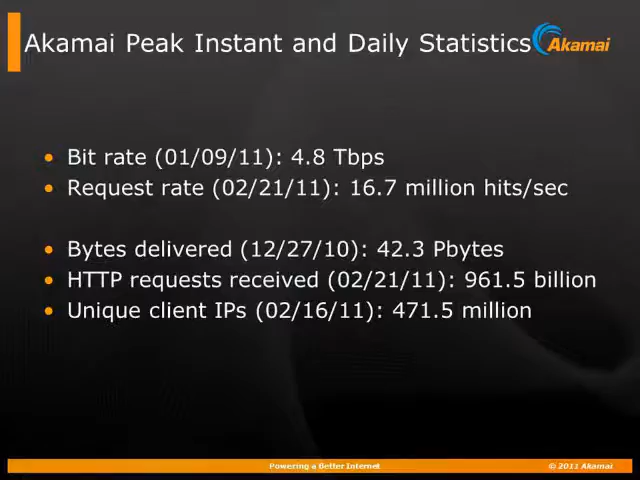 Akamai Peak Instant and Daily Statistics
Akamai
• Bit rate (01/09/11): 4.8 Tbps
• Request rate (02/21/11): 16.7 million hits/sec
• Bytes delivered (12/27/10): 42.3 Pbytes
• HTTP requests received (02/21/11): 961.5 billion
• Unique client IPs (02/16/11): 471.5 million
Powering a Better Internet
© 2011 Akamai